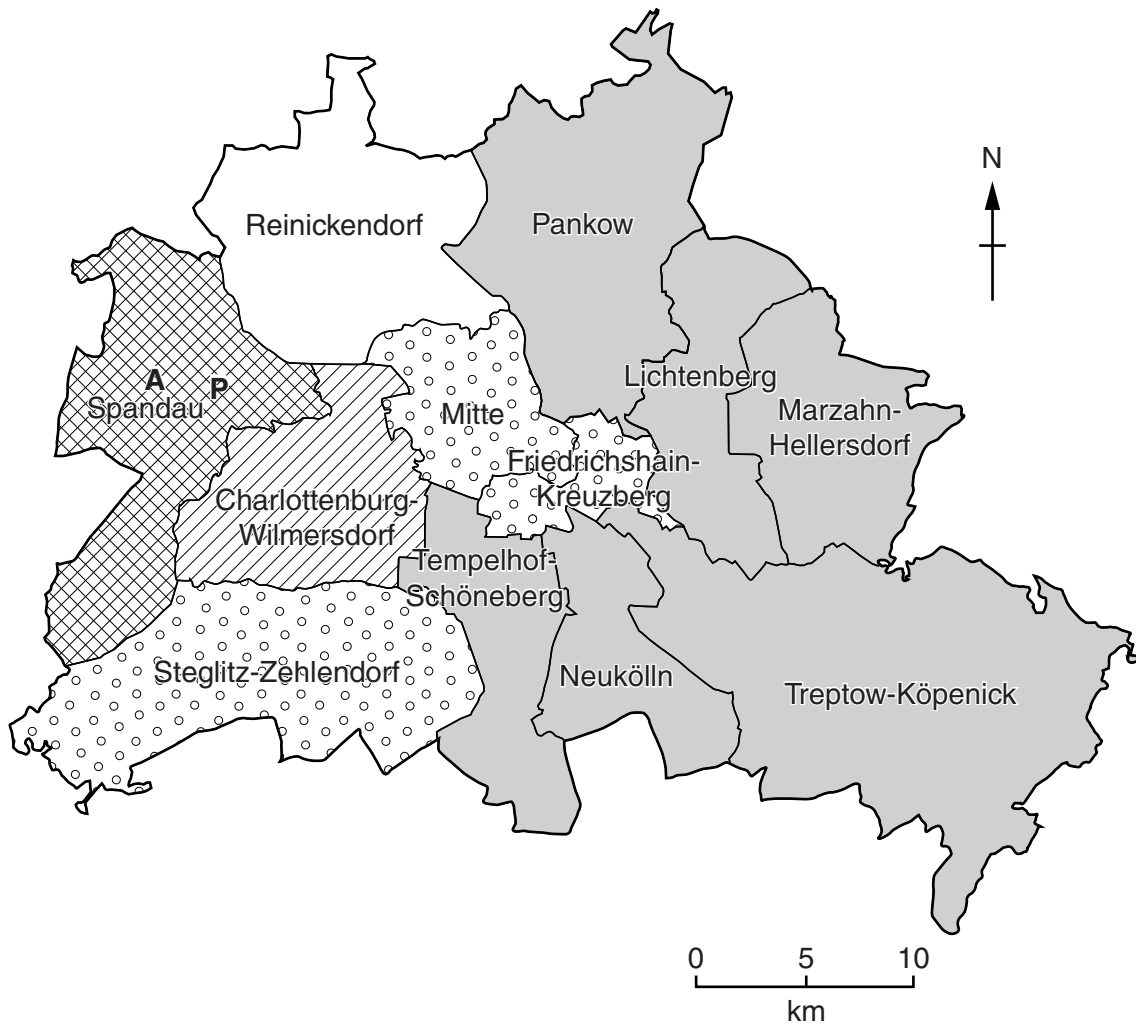 N
Reinickendorf
Pankow
A
P
Spandau
Lichtenberg
Mitte
Marzahn-
Hellersdorf
Friedrichshain-
Kreuzberg
Charlottenburg-
Wilmersdorf
Tempelhof-
Schöneberg
Steglitz-Zehlendorf
Neukölln
Treptow-Köpenick
0 5 10
km